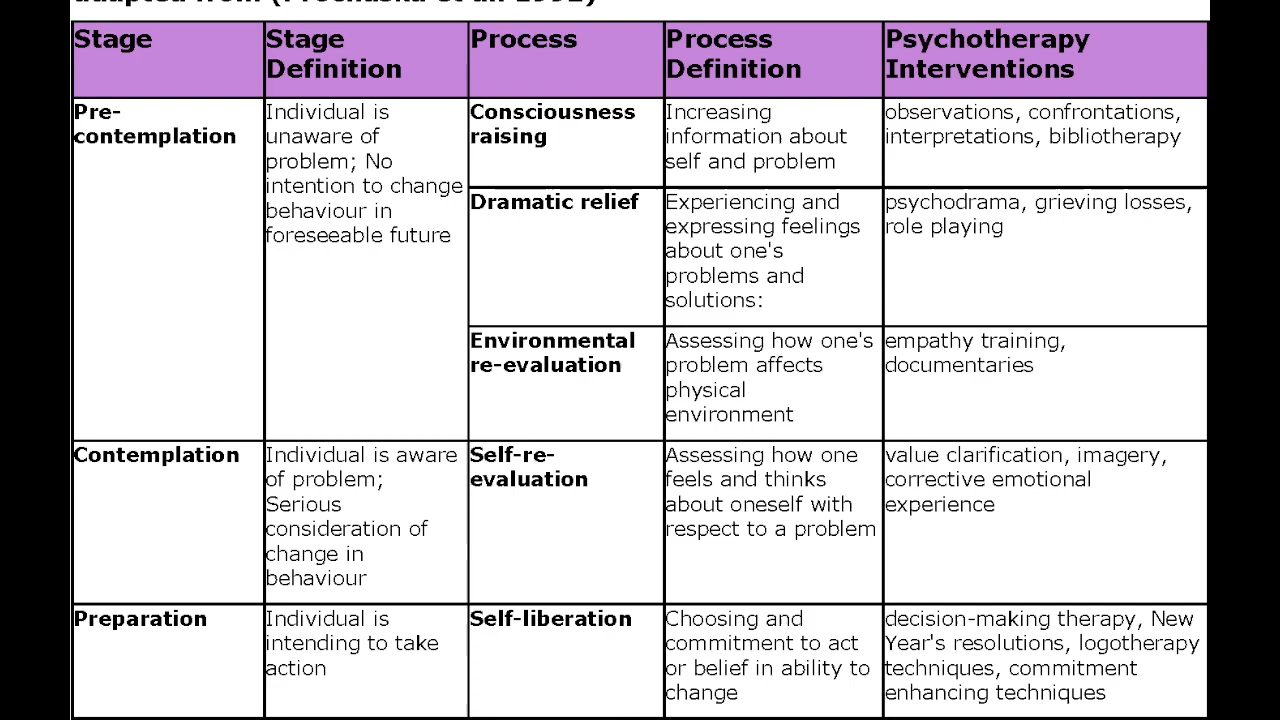 adapted from (Prochaska et al. 1992)
Stage
Stage
Definition
Process
Process
Definition
Psychotherapy
Interventions
Pre-
contemplation
Individual is
unaware of
problem; No
intention to change
behaviour in
foreseeable future
Consciousness
raising
Increasing
information about
self and problem
observations, confrontations,
interpretations, bibliotherapy
Dramatic relief
Experiencing and
expressing feelings
about one's
problems and
solutions:
psychodrama, grieving losses,
role playing
Environmental
re-evaluation
Assessing how one's
problem affects
physical
environment
empathy training,
documentaries
Contemplation
Individual is aware
of problem;
Serious
consideration of
change in
behaviour
Self-re-
evaluation
Assessing how one
feels and thinks
about oneself with
respect to a problem
value clarification, imagery,
corrective emotional
experience
Preparation
Individual is
intending to take
action
Self-liberation
Choosing and
commitment to act
or belief in ability to
change
decision-making therapy, New
Year's resolutions, logotherapy
techniques, commitment
enhancing techniques